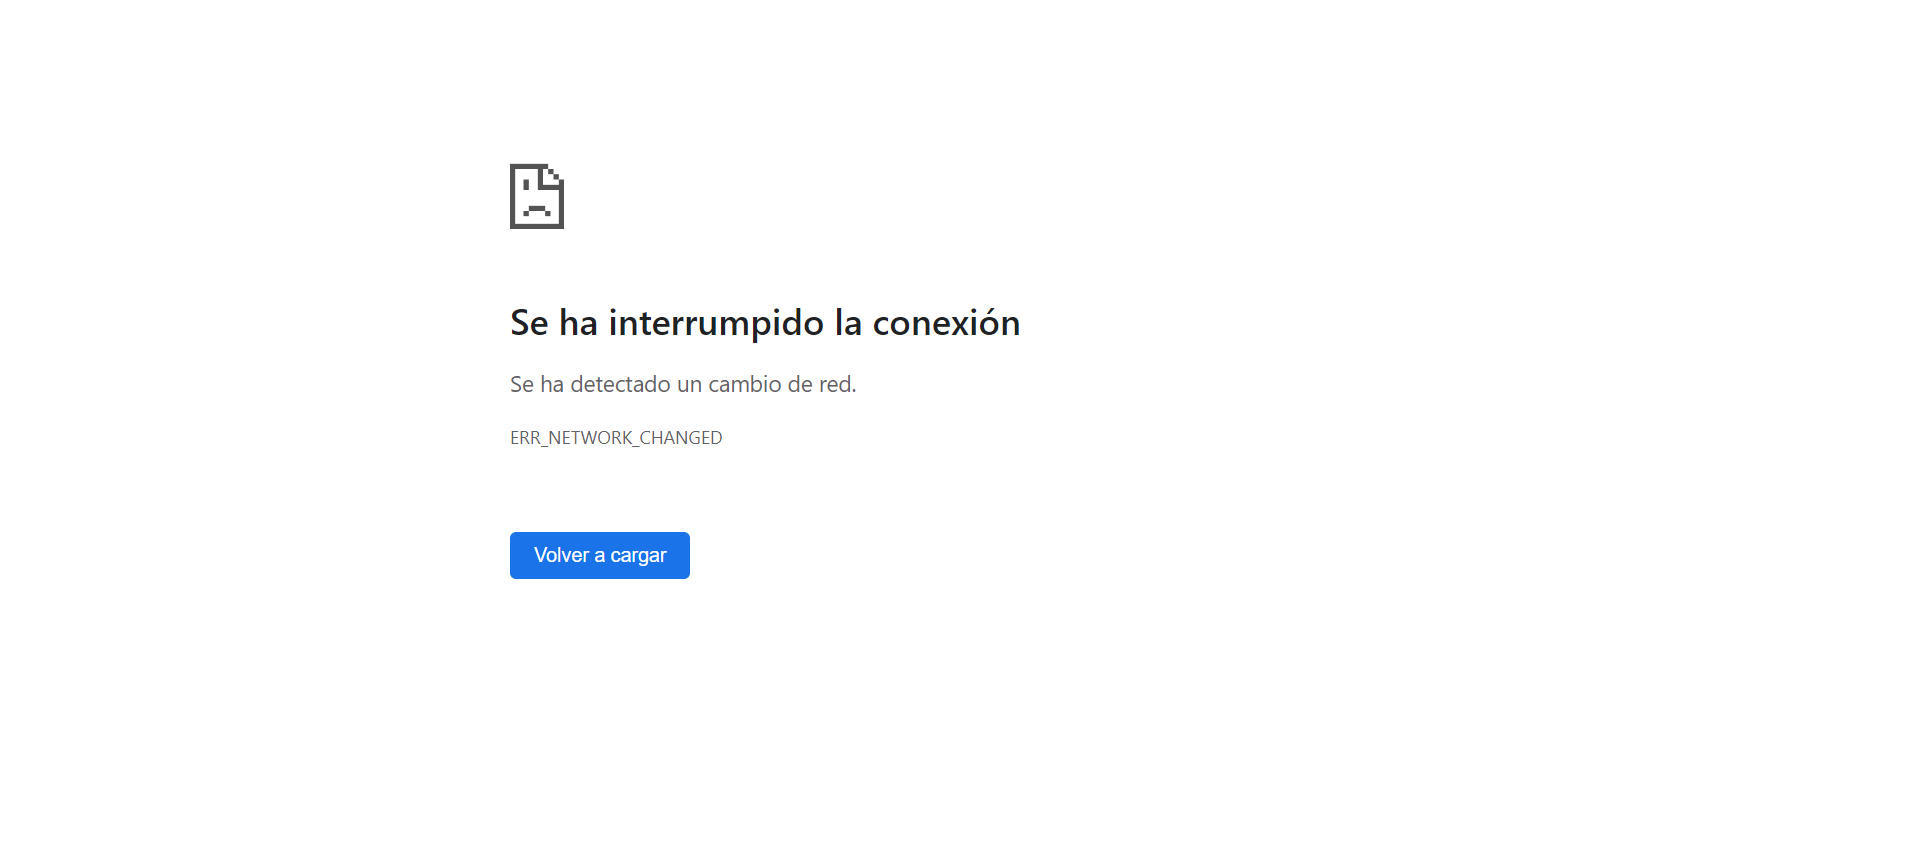 Se ha interrumpido la conexión
Se ha detectado un cambio de red.
ERR_NETWORK_CHANGED
Volver a cargar